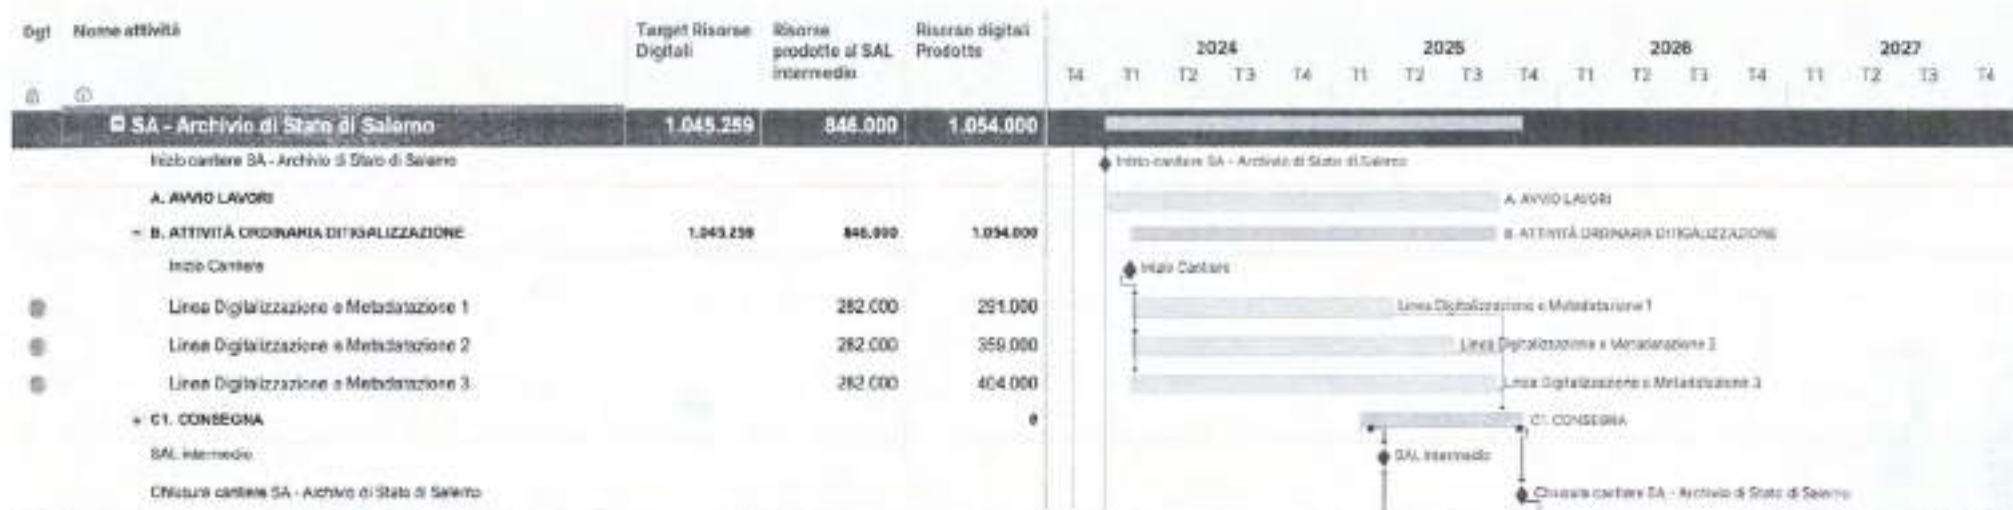 Dgt Nome attività Target Risorse Digitali Risorse prodotte al SAL intermedio Risorse digitali Prodotte
2024 2025 2026 2027
T4 T1 T2 T3 T4 T1 T2 T3 T4 T1 T2 T3 T4 T1 T2 T3 T4
SA - Archivio di Stato di Salerno 1.045.259 846.000 1.054.000
Inizio cantiere SA - Archivio di Stato di Salerno Inizio cantiere SA - Archivio di Stato di Salerno
A. AVVIO LAVORI A. AVVIO LAVORI
B. ATTIVITÀ ORDINARIA DITIGALIZZAZIONE 1.045.259 846.000 1.054.000 B. ATTIVITÀ ORDINARIA DITIGALIZZAZIONE
Inizio Cantiere Inizio Cantiere
Linea Digitalizzazione e Metadatazione 1 282.000 291.000 Linea Digitalizzazione e Metadatazione 1
Linea Digitalizzazione e Metadatazione 2 282.000 359.000 Linea Digitalizzazione e Metadatazione 2
Linea Digitalizzazione e Metadatazione 3 282.000 404.000 Linea Digitalizzazione e Metadatazione 3
+ C1. CONSEGNA 0 C1. CONSEGNA
SAL intermedio SAL intermedio
Chiusura cantiere SA - Archivio di Stato di Salerno Chiusura cantiere SA - Archivio di Stato di Salerno